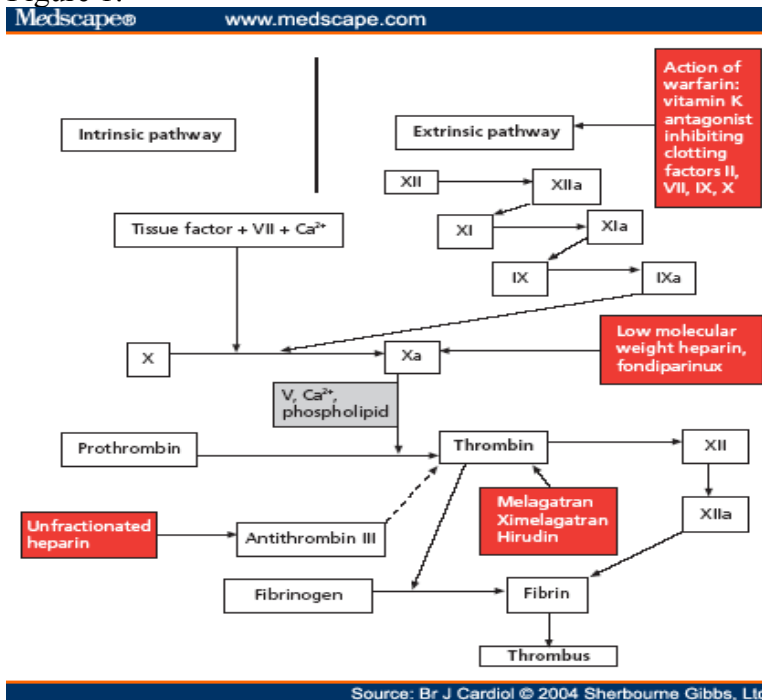 Medscape® www.medscape.com
Action of
warfarin:
vitamin K
antagonist
inhibiting
clotting
factors II,
VII, IX, X
Intrinsic pathway
Extrinsic pathway
XII
XIIa
Tissue factor + VII + Ca²⁺
XI
XIa
IX
IXa
X
Xa
Low molecular
weight heparin,
fondiparinux
V, Ca²⁺,
phospholipid
Prothrombin
Thrombin
XII
Unfractionated
heparin
Antithrombin III
Melagatran
Ximelagatran
Hirudin
XIIa
Fibrinogen
Fibrin
Thrombus
Source: Br J Cardiol © 2004 Sherbourne Gibbs, Ltd